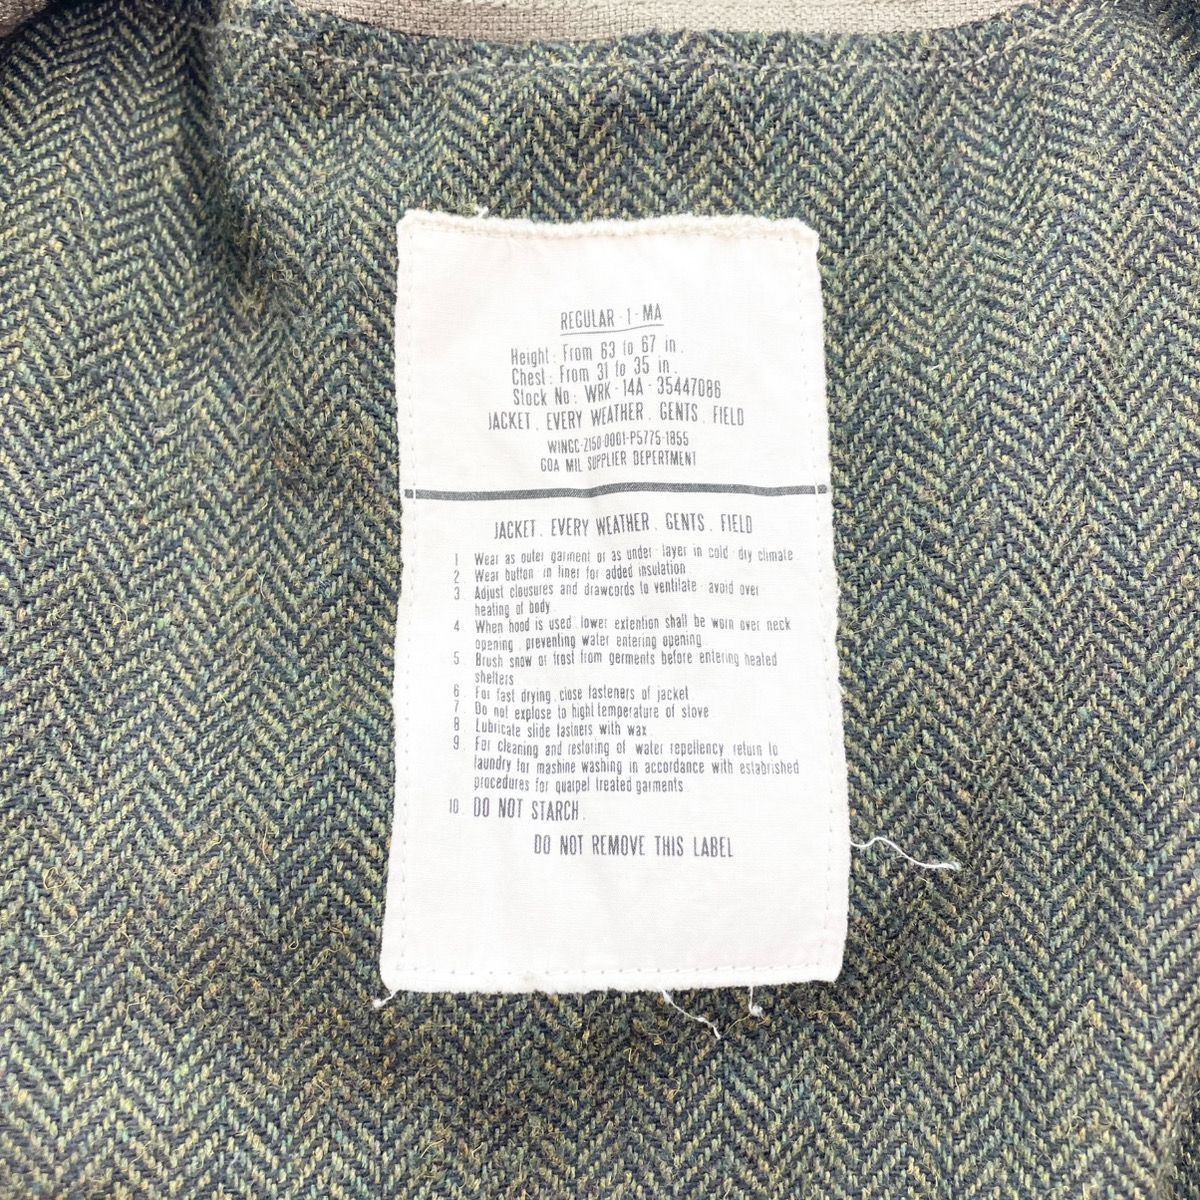 REGULAR - 1 - MA
Height : From 63 to 67 in .
Chest : From 31 to 35 in .
Stock No : WRK - 14A - 35447086
JACKET . EVERY WEATHER . GENTS . FIELD
WINGC-2150-0001-P5775-1855
GOA MIL SUPPLIER DEPERTMENT
JACKET . EVERY WEATHER . GENTS . FIELD
1 Wear as outer garment or as under layer in cold dry climate
2 Wear button in liner for added insulation
3 . Adjust clousures and drawcords to ventilate avoid over
heating of body
4 When hood is used lower extention shall be worn over neck
opening . preventing water entering opening
5 . Brush snow or frost from germents before entering heated
shelters
6 . For fast drying . close fasteners of jacket
7 . Do not explose to hight temperature of stove
8 Lubricate slide fastners with wax
9 . For cleaning and restoring of water repellency return to
laundry for mashine washing in accordance with estabrished
procedures for quarpel treated garments
10 . DO NOT STARCH .
DO NOT REMOVE THIS LABEL